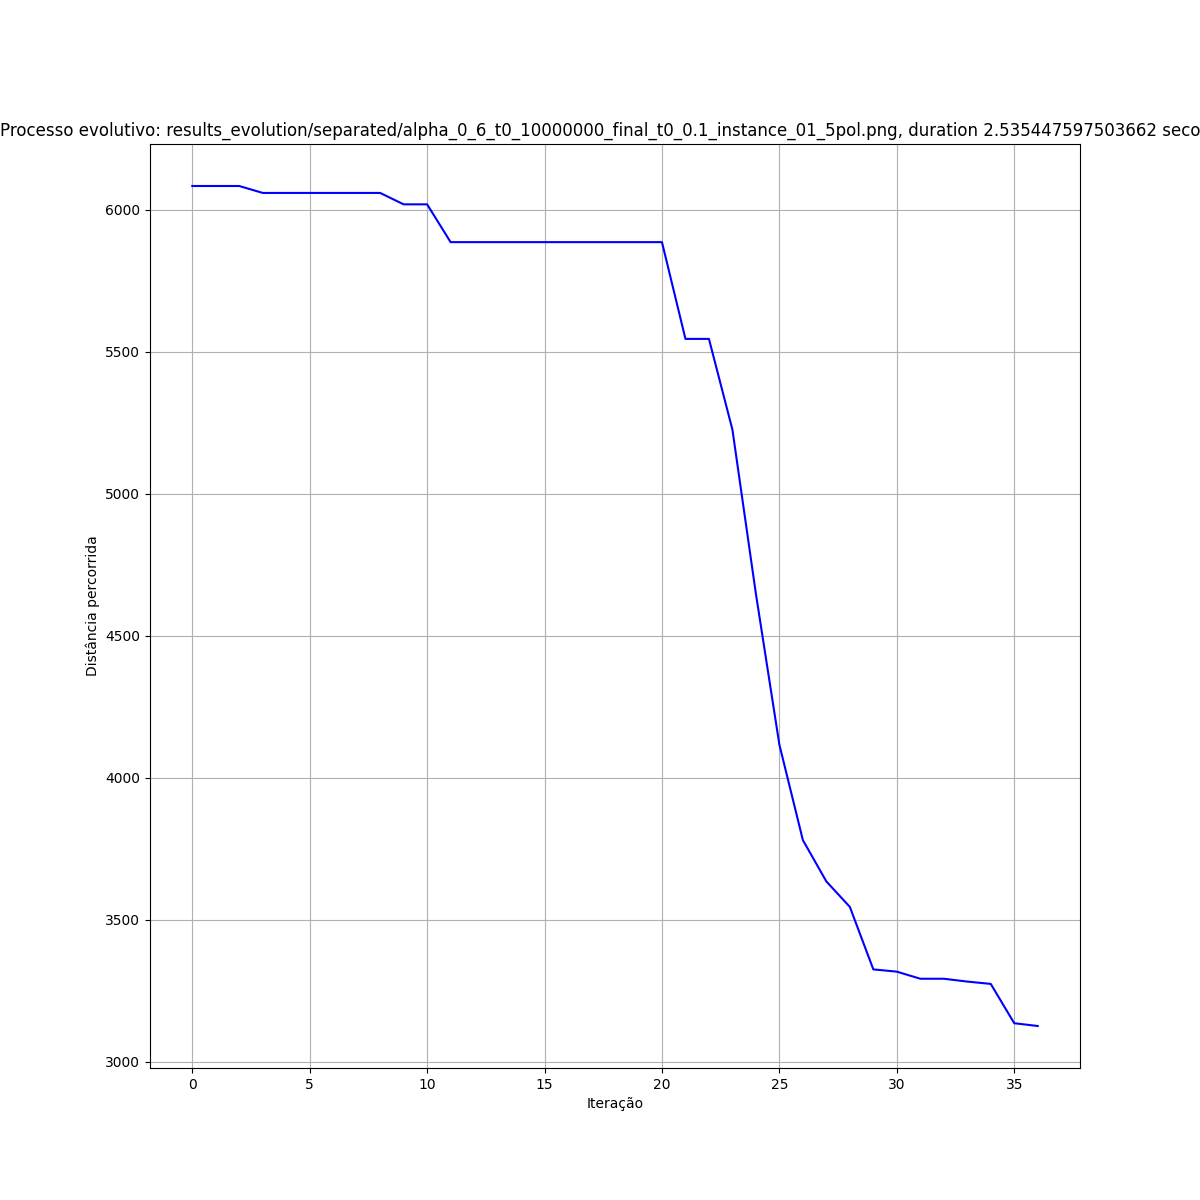 Processo evolutivo: results_evolution/separated/alpha_0_6_t0_10000000_final_t0_0.1_instance_01_5pol.png, duration 2.535447597503662 seco
6000
5500
5000
4500
4000
3500
3000
Distância percorrida
0 5 10 15 20 25 30 35
Iteração